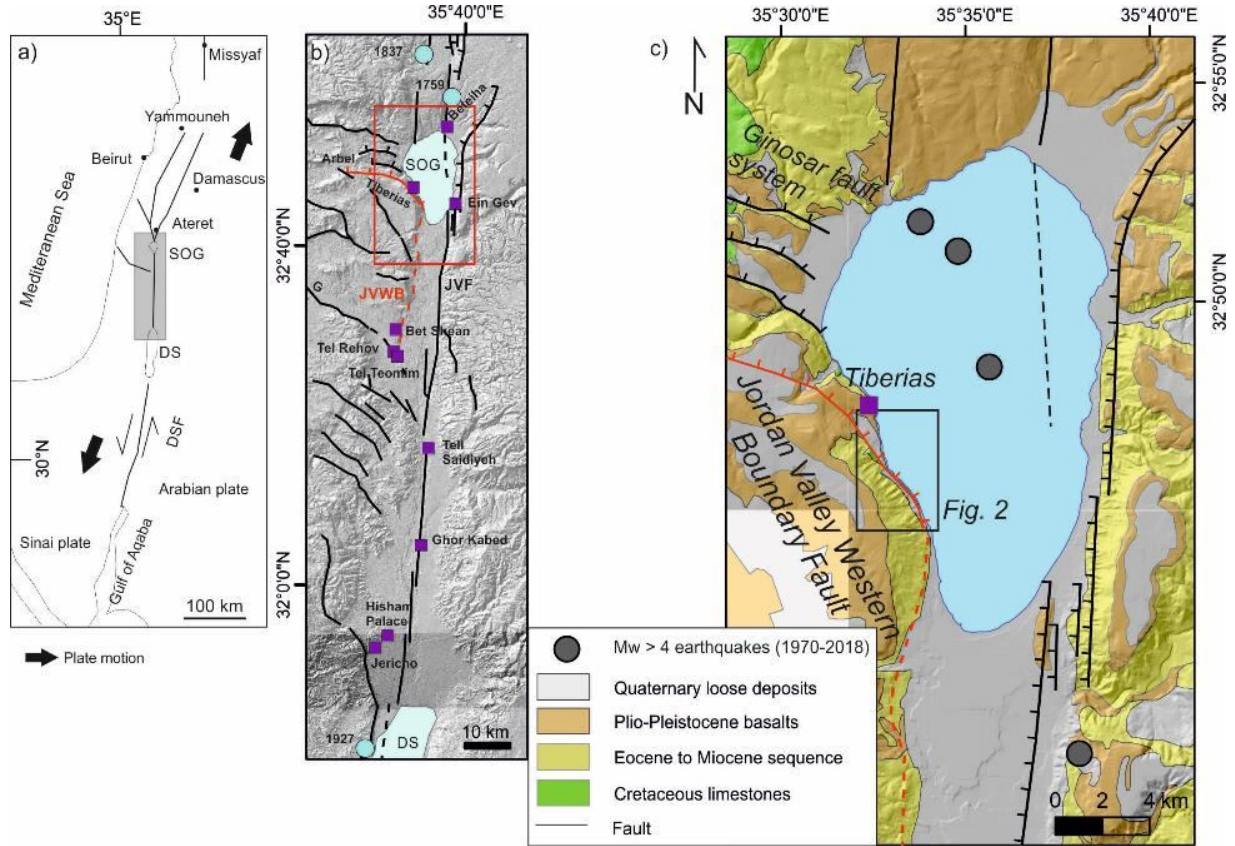 35°E
a)
Missyaf
Yammouneh
Beirut
Damascus
Mediteranean Sea
Ateret
SOG
DS
DSF
30°N
Arabian plate
Sinai plate
Gulf of Aqaba
100 km
Plate motion
35°40'0"E
b)
1837
1759
Beteiha
Arbel
SOG
Tiberias
Ein Gev
32°40'0"N
JVWB
JVF
G
Bet Shean
Tel Rehov
Tel Teomim
Tell
Saidiyeh
Ghor Kabed
32°0'0"N
Hisham
Palace
Jericho
1927
DS
10 km
c)
N
35°30'0"E
35°35'0"E
35°40'0"E
32°55'0"N
32°50'0"N
Ginosar fault
system
Tiberias
Jordan Valley Western
Boundary Fault
Fig. 2
0 2 4 km
Mw > 4 earthquakes (1970-2018)
Quaternary loose deposits
Plio-Pleistocene basalts
Eocene to Miocene sequence
Cretaceous limestones
Fault